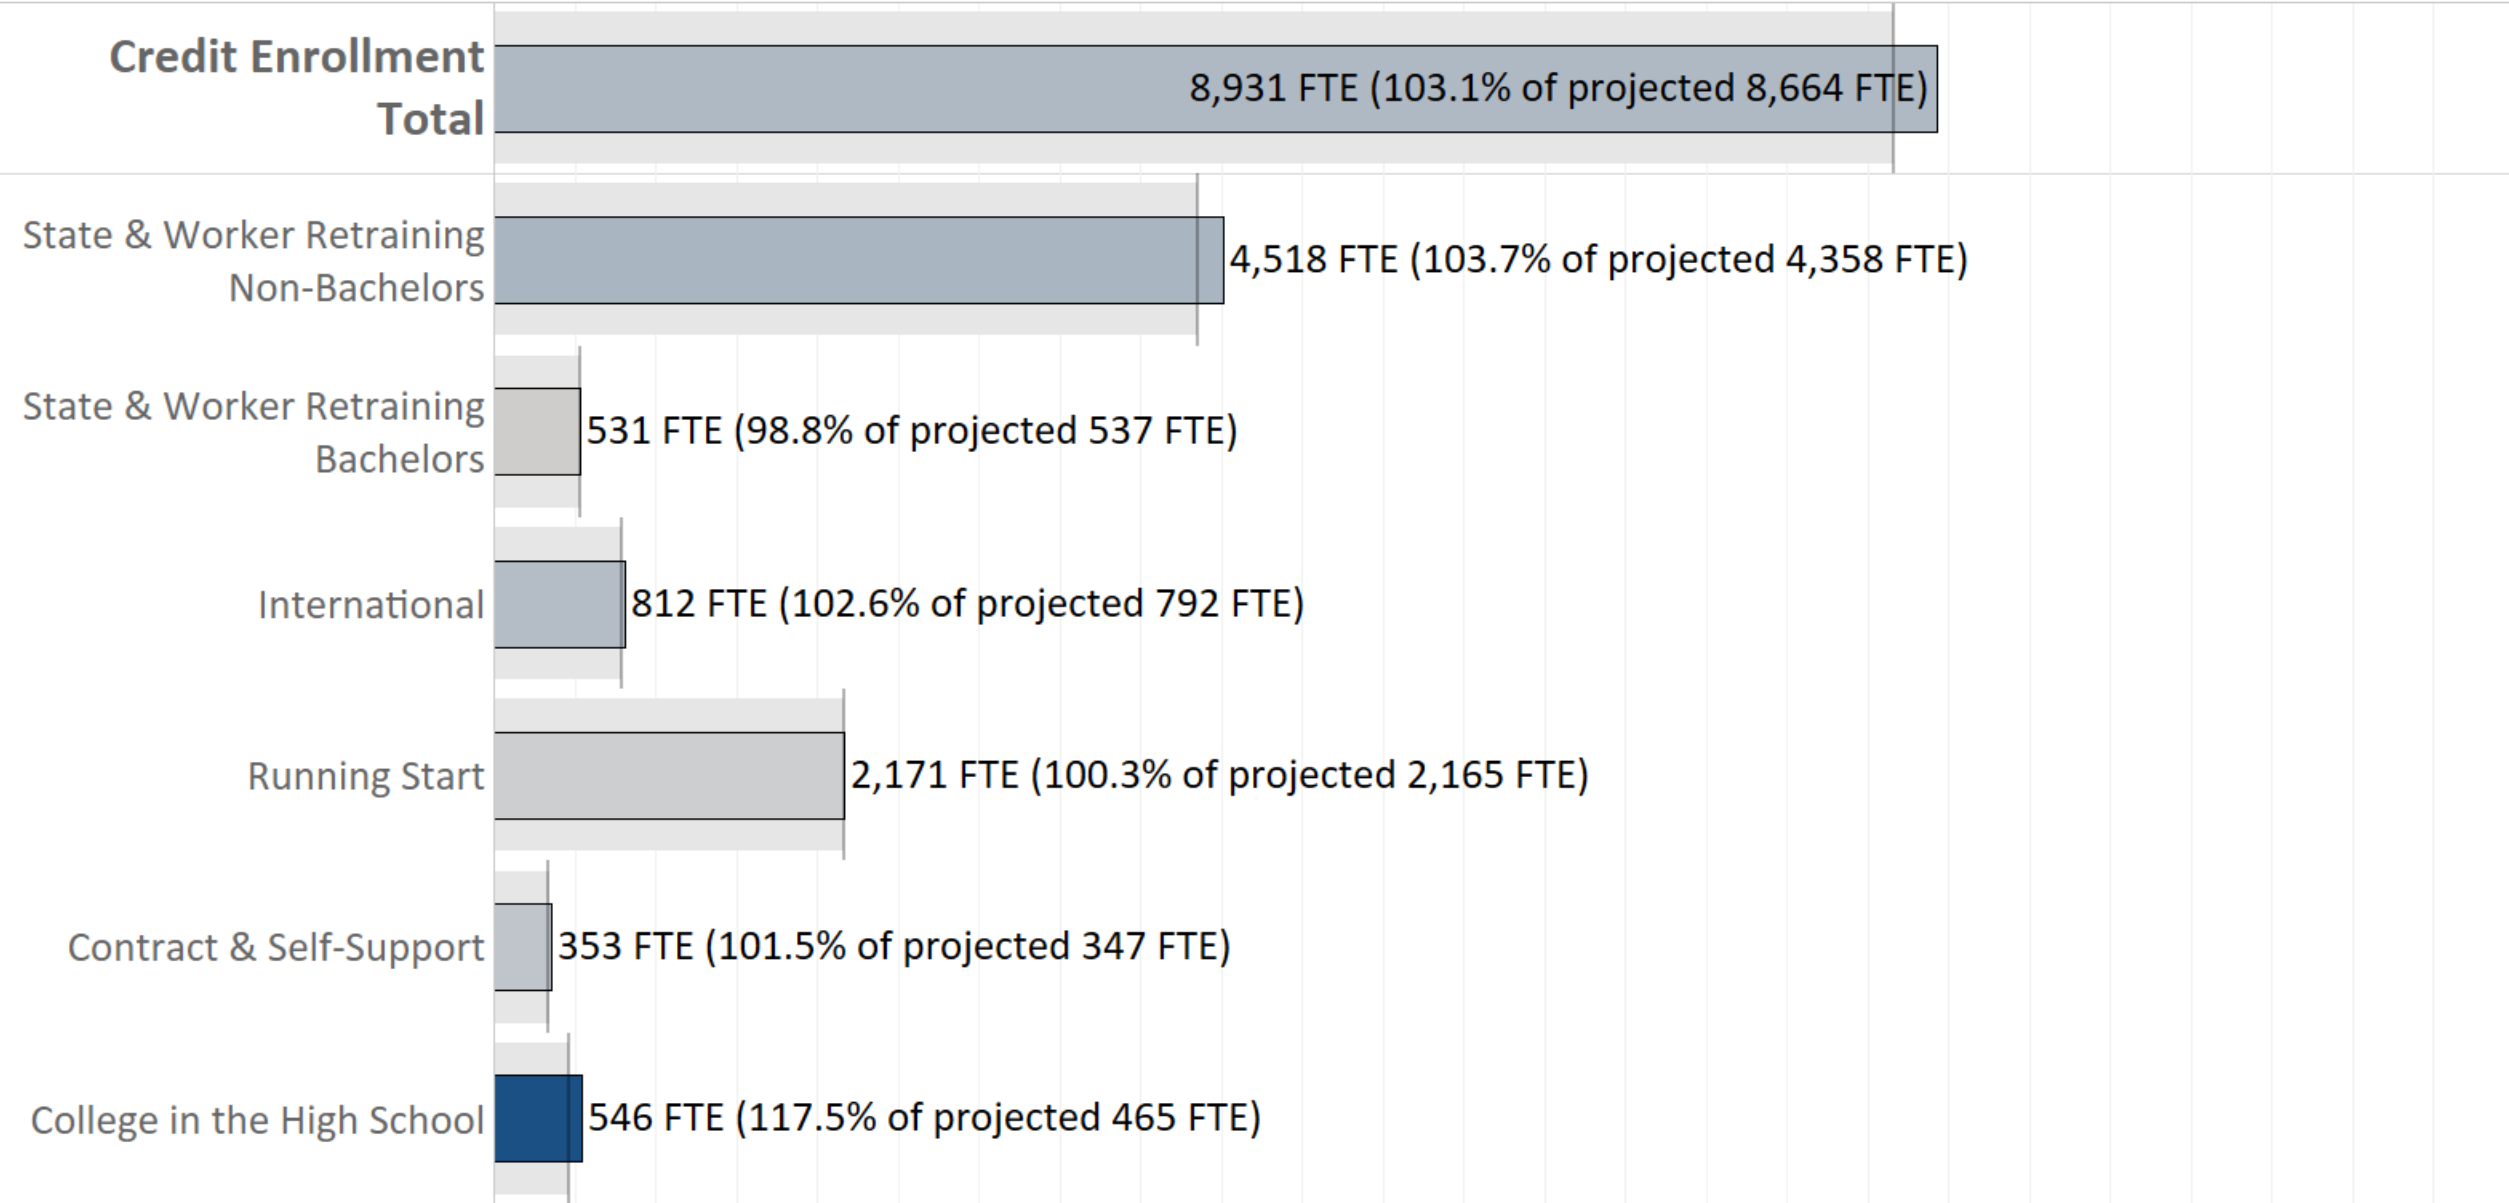 Credit Enrollment
Total
8,931 FTE (103.1% of projected 8,664 FTE)
State & Worker Retraining
Non-Bachelors
4,518 FTE (103.7% of projected 4,358 FTE)
State & Worker Retraining
Bachelors
531 FTE (98.8% of projected 537 FTE)
International
812 FTE (102.6% of projected 792 FTE)
Running Start
2,171 FTE (100.3% of projected 2,165 FTE)
Contract & Self-Support
353 FTE (101.5% of projected 347 FTE)
College in the High School
546 FTE (117.5% of projected 465 FTE)